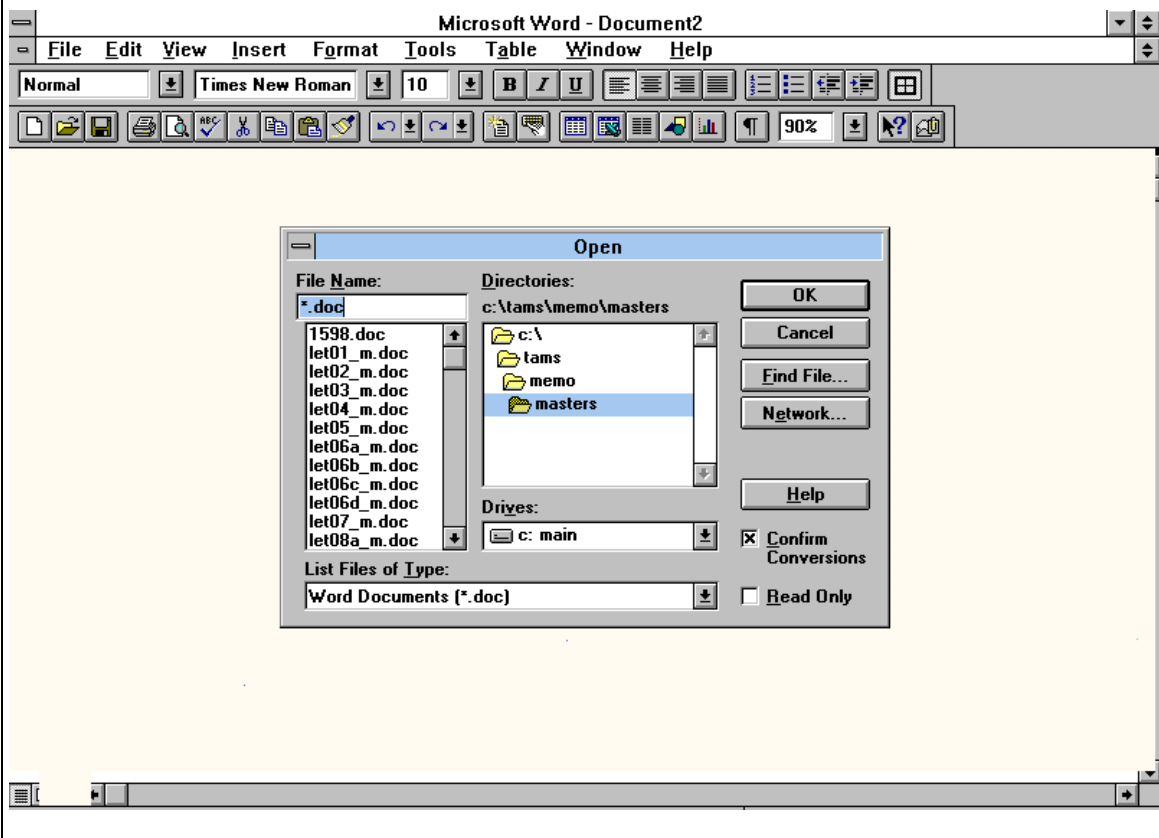 Microsoft Word - Document2
File Edit View Insert Format Tools Table Window Help
Normal Times New Roman 10 B I U
ABC 90%
Open
File Name:
*.doc
1598.doc
let01_m.doc
let02_m.doc
let03_m.doc
let04_m.doc
let05_m.doc
let06a_m.doc
let06b_m.doc
let06c_m.doc
let06d_m.doc
let07_m.doc
let08a_m.doc
List Files of Type:
Word Documents (*.doc)
Directories:
c:\tams\memo\masters
c:\
tams
memo
masters
Drives:
c: main
OK
Cancel
Find File...
Network...
Help
Confirm
Conversions
Read Only